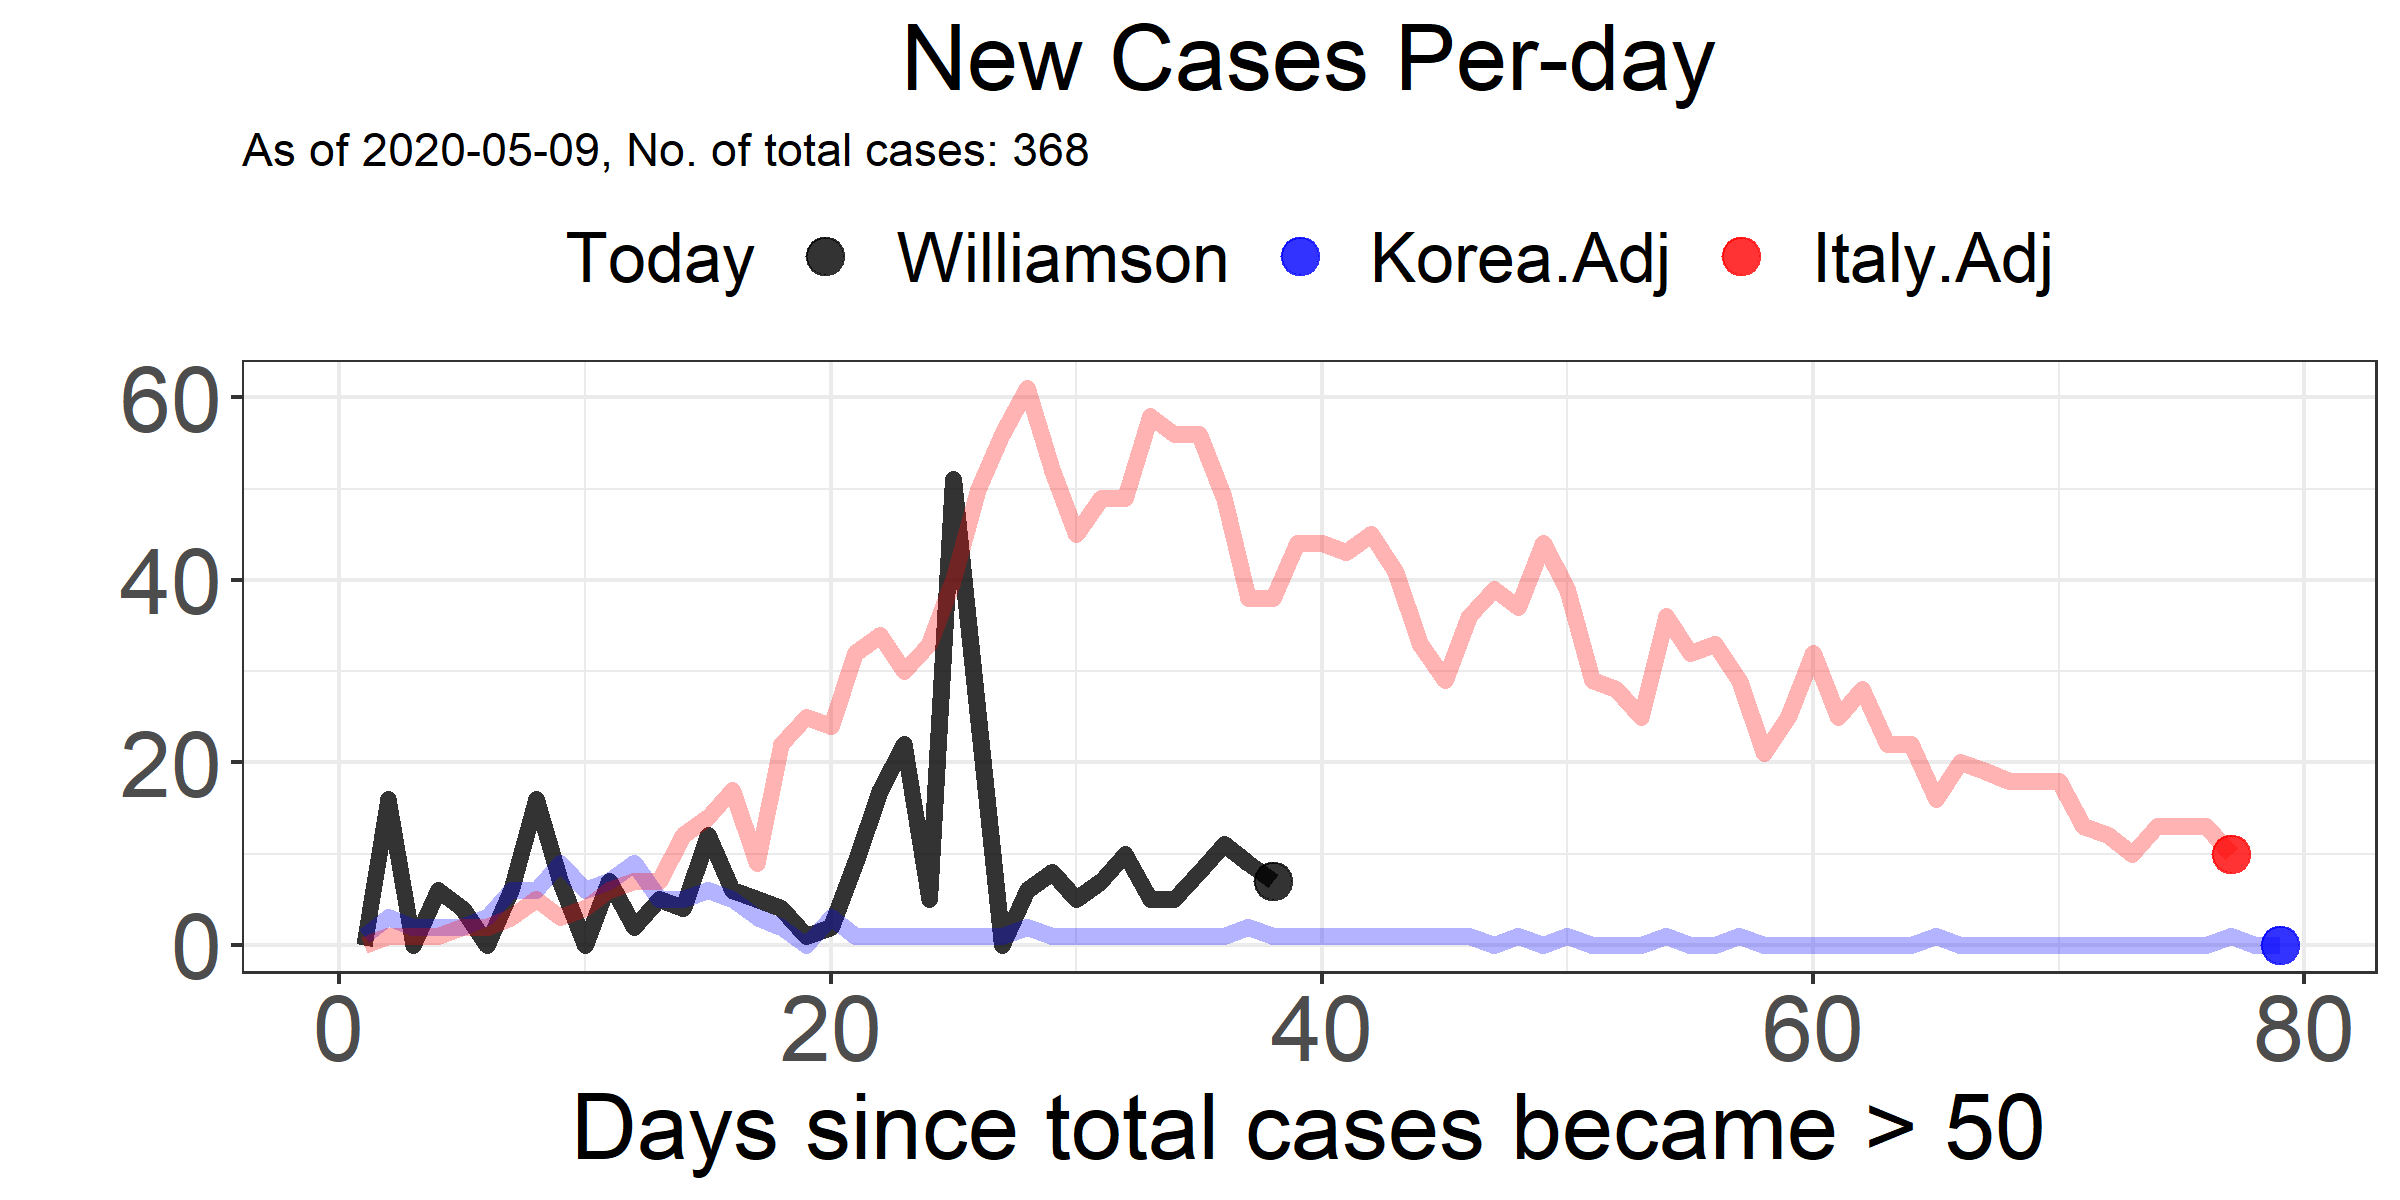 New Cases Per-day
As of 2020-05-09, No. of total cases: 368
Today Williamson Korea.Adj Italy.Adj
60
40
20
0
0 20 40 60 80
Days since total cases became > 50